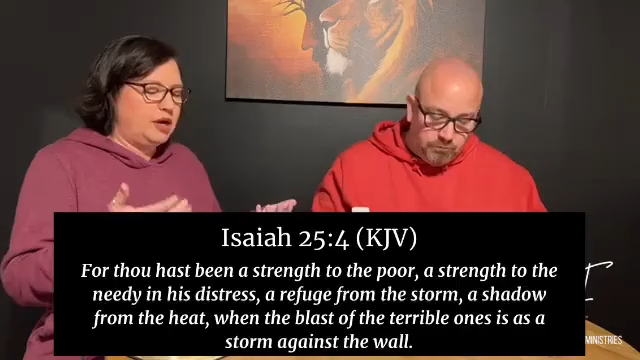 Isaiah 25:4 (KJV)
For thou hast been a strength to the poor, a strength to the
needy in his distress, a refuge from the storm, a shadow
from the heat, when the blast of the terrible ones is as a
storm against the wall.
MINISTRIES